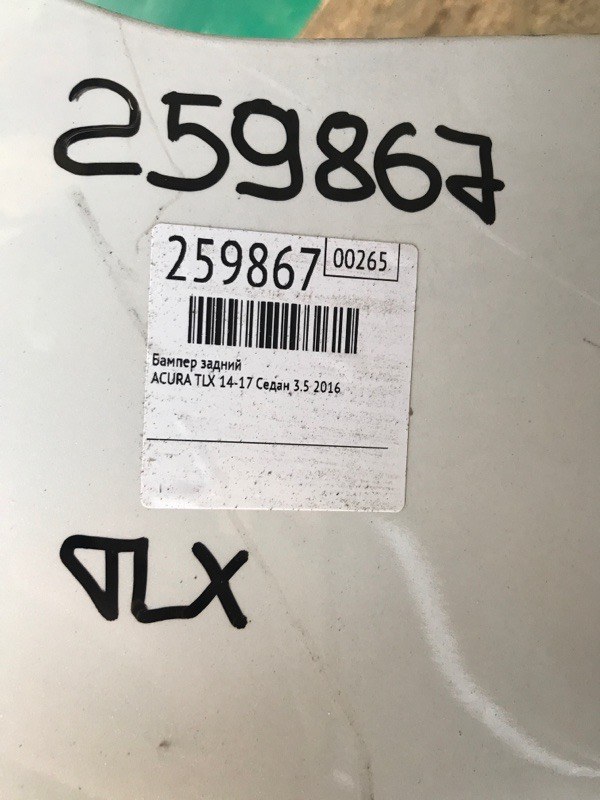 259867
259867 00265
Бампер задний
ACURA TLX 14-17 Седан 3.5 2016
TLX